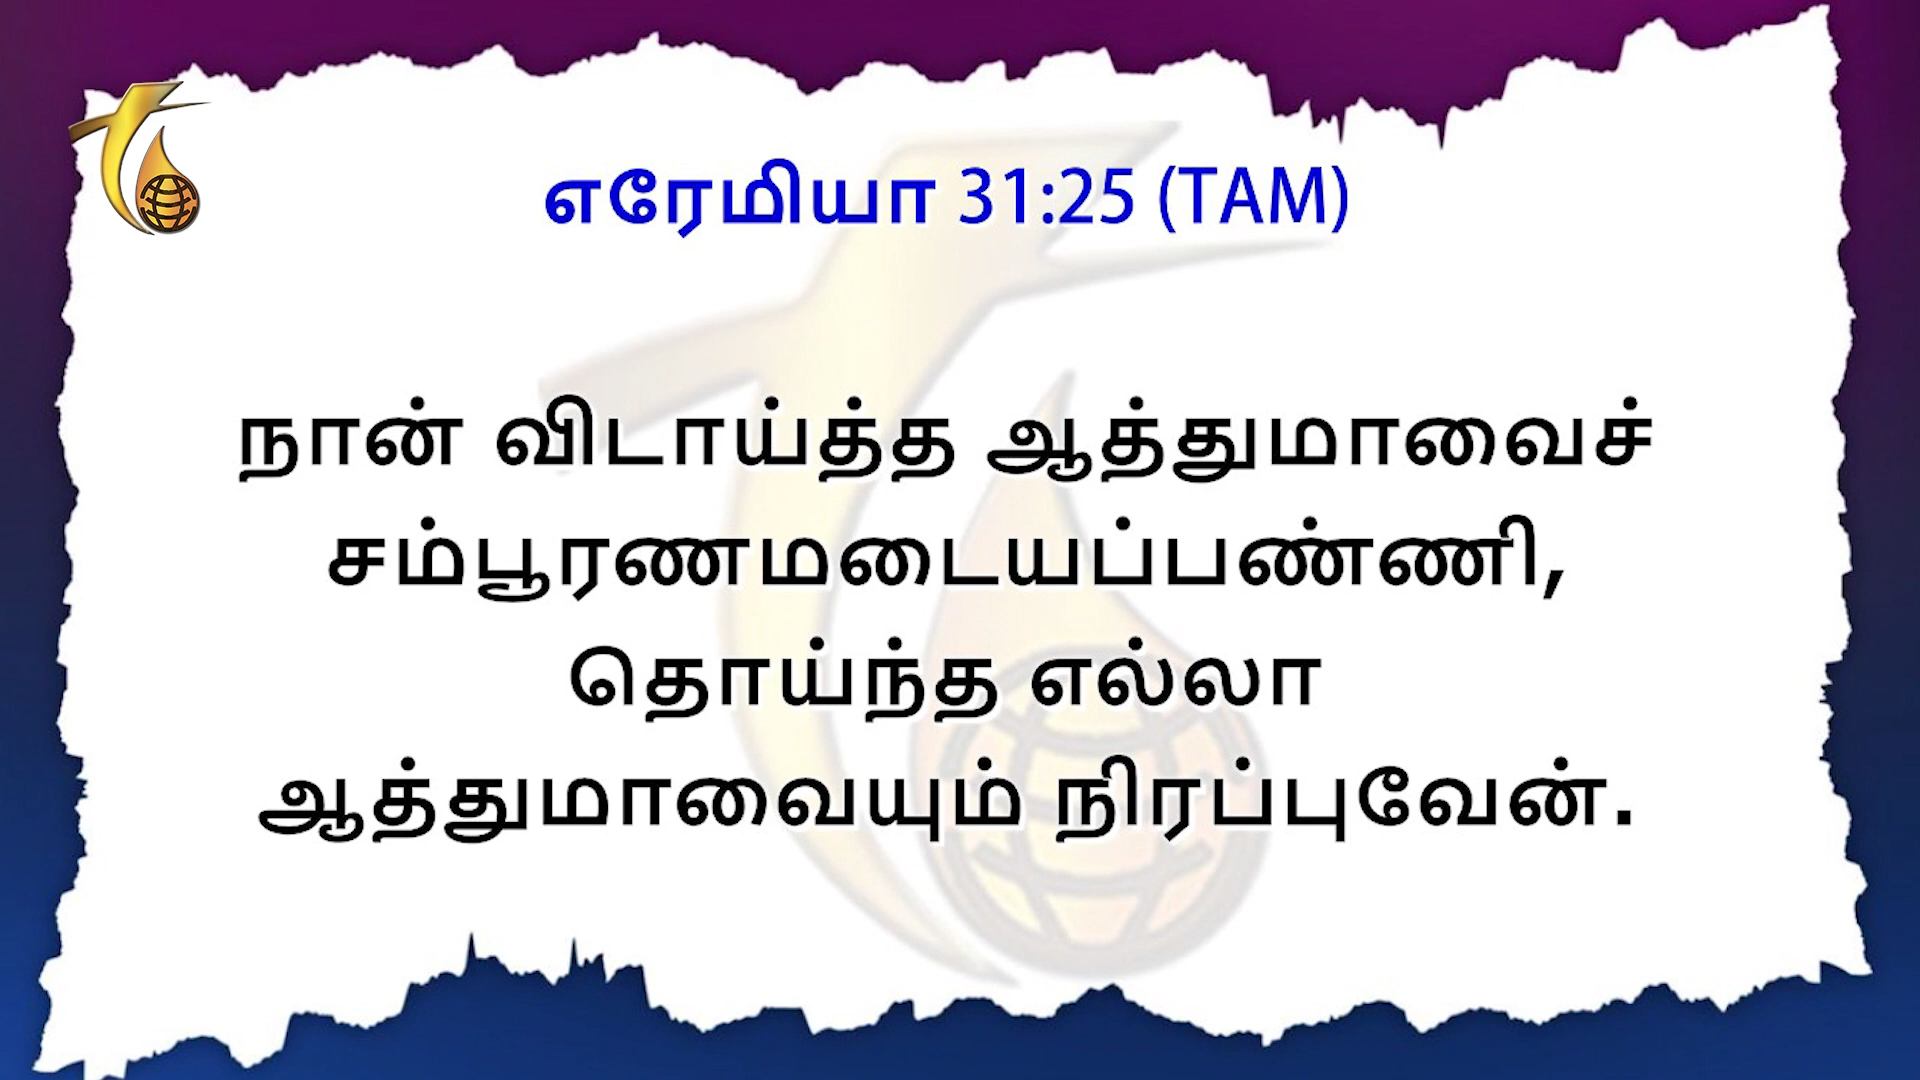 எரேமியா 31:25 (TAM)
நான் விடாய்த்த ஆத்துமாவைச்
சம்பூரணமடையப்பண்ணி,
தொய்ந்த எல்லா
ஆத்துமாவையும் நிரப்புவேன்.